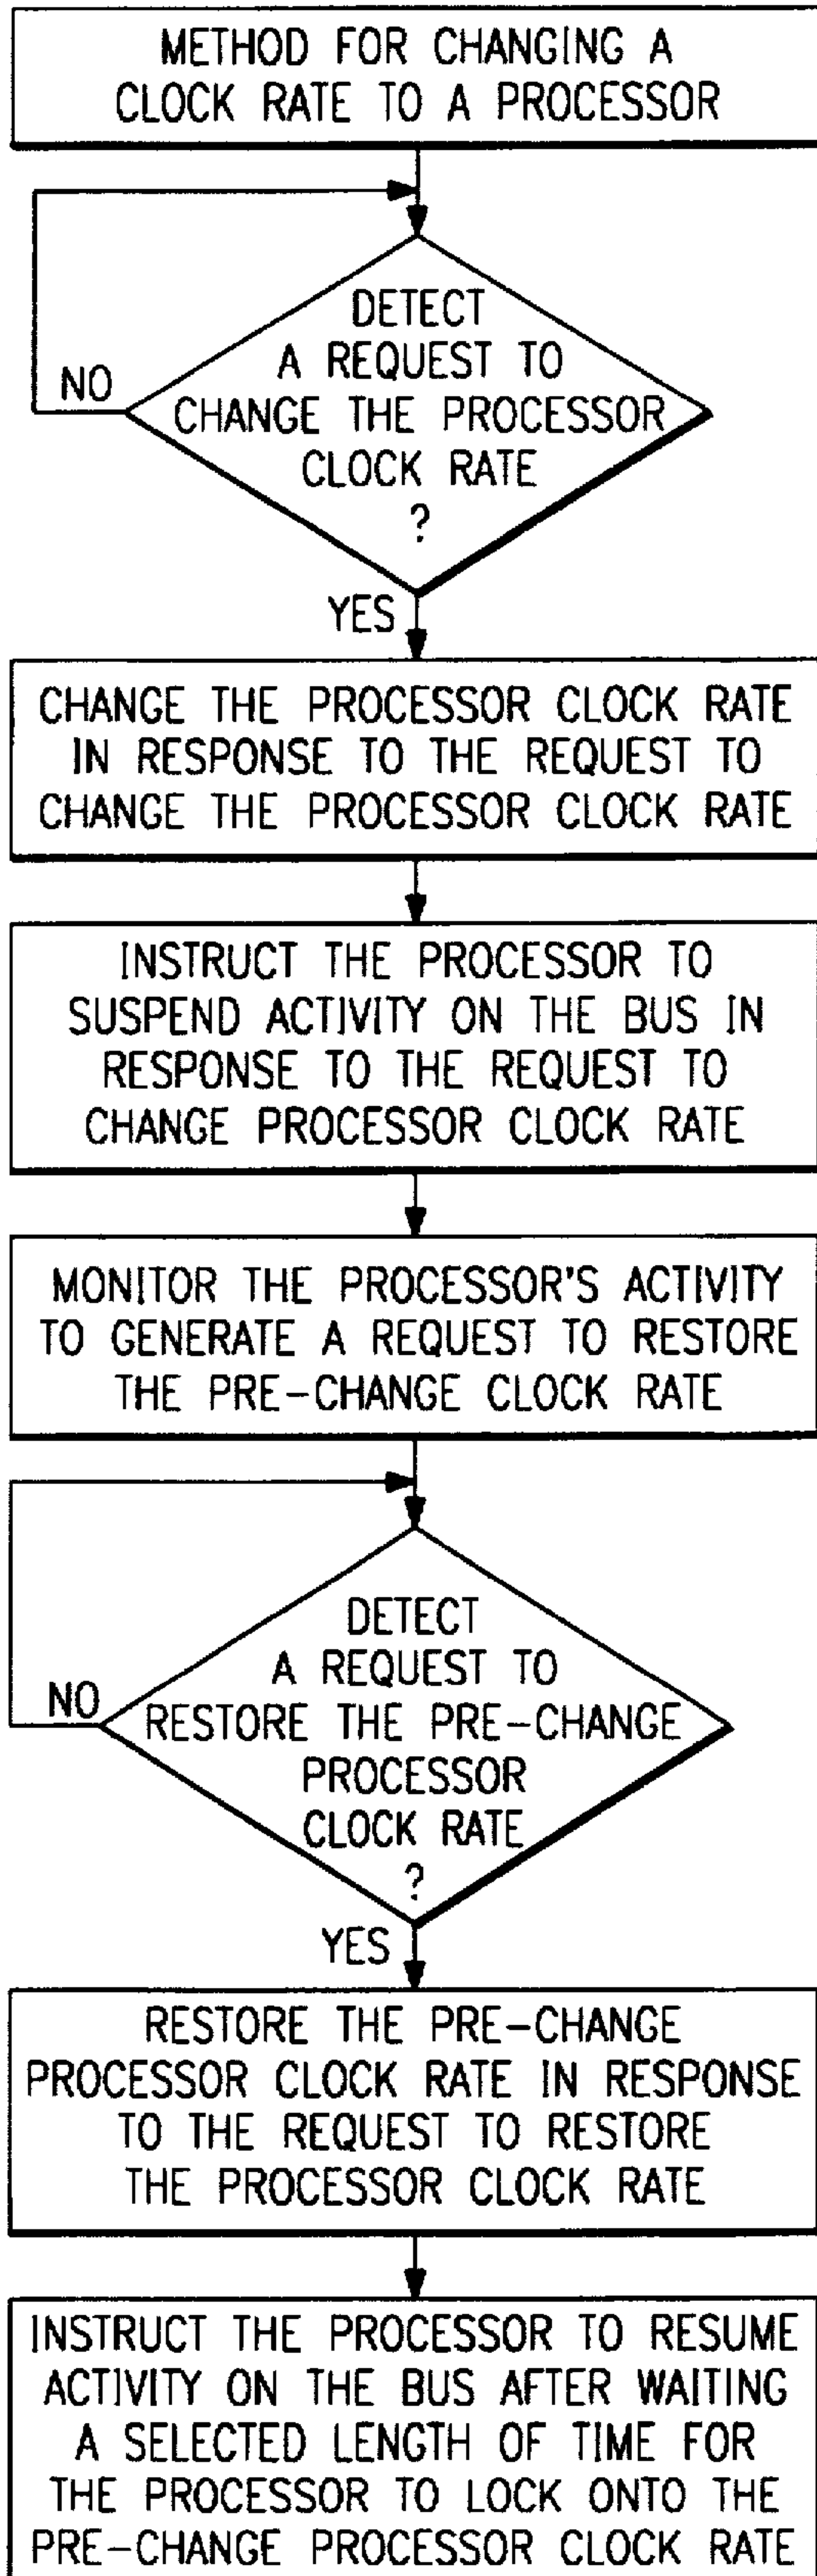 METHOD FOR CHANGING A
CLOCK RATE TO A PROCESSOR
DETECT
A REQUEST TO
CHANGE THE PROCESSOR
CLOCK RATE
?
NO
YES
CHANGE THE PROCESSOR CLOCK RATE
IN RESPONSE TO THE REQUEST TO
CHANGE THE PROCESSOR CLOCK RATE
INSTRUCT THE PROCESSOR TO
SUSPEND ACTIVITY ON THE BUS IN
RESPONSE TO THE REQUEST TO
CHANGE PROCESSOR CLOCK RATE
MONITOR THE PROCESSOR'S ACTIVITY
TO GENERATE A REQUEST TO RESTORE
THE PRE-CHANGE CLOCK RATE
DETECT
A REQUEST TO
RESTORE THE PRE-CHANGE
PROCESSOR
CLOCK RATE
?
NO
YES
RESTORE THE PRE-CHANGE
PROCESSOR CLOCK RATE IN RESPONSE
TO THE REQUEST TO RESTORE
THE PROCESSOR CLOCK RATE
INSTRUCT THE PROCESSOR TO RESUME
ACTIVITY ON THE BUS AFTER WAITING
A SELECTED LENGTH OF TIME FOR
THE PROCESSOR TO LOCK ONTO THE
PRE-CHANGE PROCESSOR CLOCK RATE